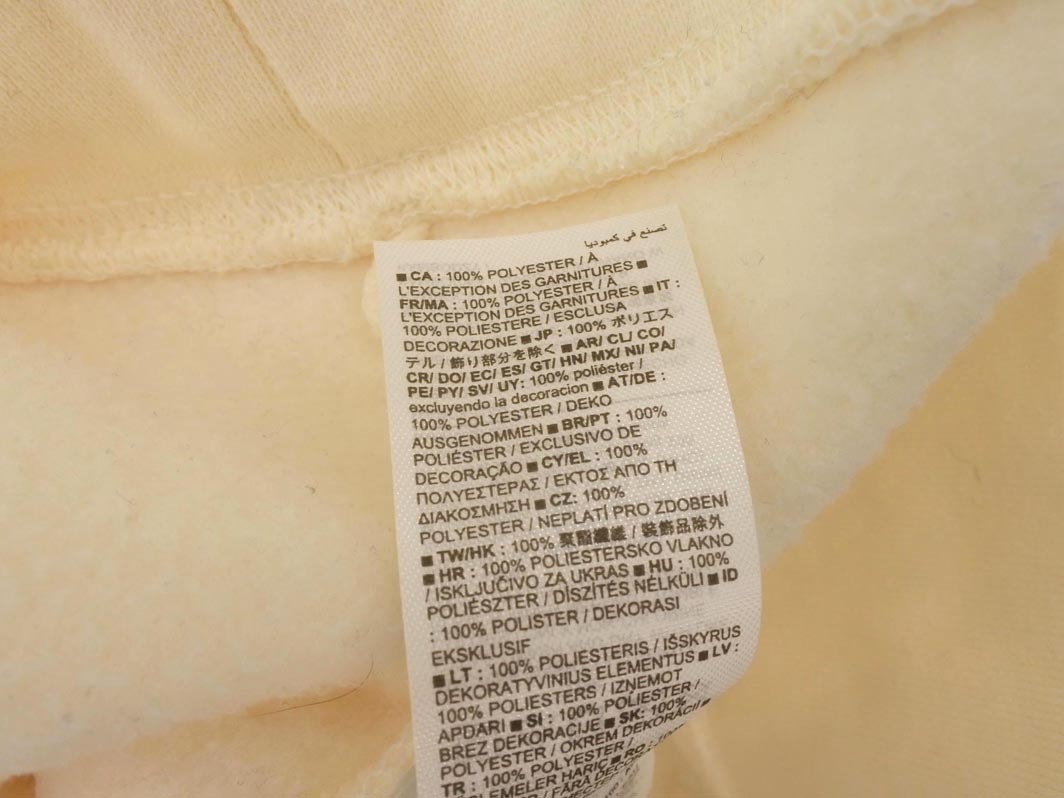 تصنع في كمبوديا
■ CA : 100% POLYESTER / À
L'EXCEPTION DES GARNITURES ■
FR/MA : 100% POLYESTER / À
L'EXCEPTION DES GARNITURES ■ IT :
100% POLIESTERE / ESCLUSA
DECORAZIONE ■ JP : 100% ポリエス
テル / 飾り部分を除く ■ AR/ CL/ CO/
CR/ DO/ EC/ ES/ GT/ HN/ MX/ NI/ PA/
PE/ PY/ SV/ UY: 100% poliéster /
excluyendo la decoracion ■ AT/DE :
100% POLYESTER / DEKO
AUSGENOMMEN ■ BR/PT : 100%
POLIÉSTER / EXCLUSIVO DE
DECORAÇÃO ■ CY/EL : 100%
ΠΟΛΥΕΣΤΕΡΑΣ / ΕΚΤΟΣ ΑΠΟ ΤΗ
ΔΙΑΚΟΣΜΗΣΗ ■ CZ: 100%
POLYESTER / NEPLATÍ PRO ZDOBENÍ
■ TW/HK : 100% 聚酯纖維 / 裝飾品除外
■ HR : 100% POLIESTERSKO VLAKNO
/ ISKLJUČIVO ZA UKRAS ■ HU : 100%
POLIÉSZTER / DÍSZÍTÉS NÉLKÜLI ■ ID
: 100% POLISTER / DEKORASI
EKSKLUSIF
■ LT : 100% POLIESTERIS / IŠSKYRUS
DEKORATYVINIUS ELEMENTUS ■ LV :
100% POLIESTERS / IZŅEMOT
APDARI ■ SI : 100% POLIESTER /
BREZ DEKORACIJE ■ SK: 100%
POLYESTER / OKREM DEKORÁCIÍ ■
TR : 100% POLYESTER /
SLEMELER HARİÇ ■ RO :
/ FĂRĂ